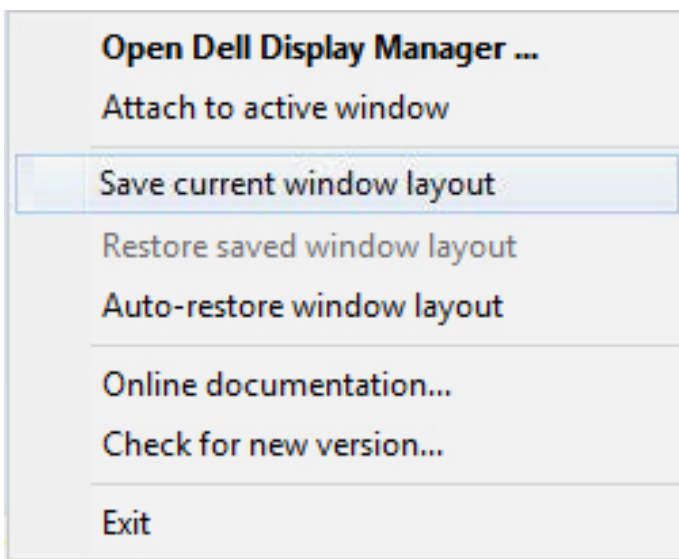 Open Dell Display Manager ...
Attach to active window
Save current window layout
Restore saved window layout
Auto-restore window layout
Online documentation...
Check for new version...
Exit